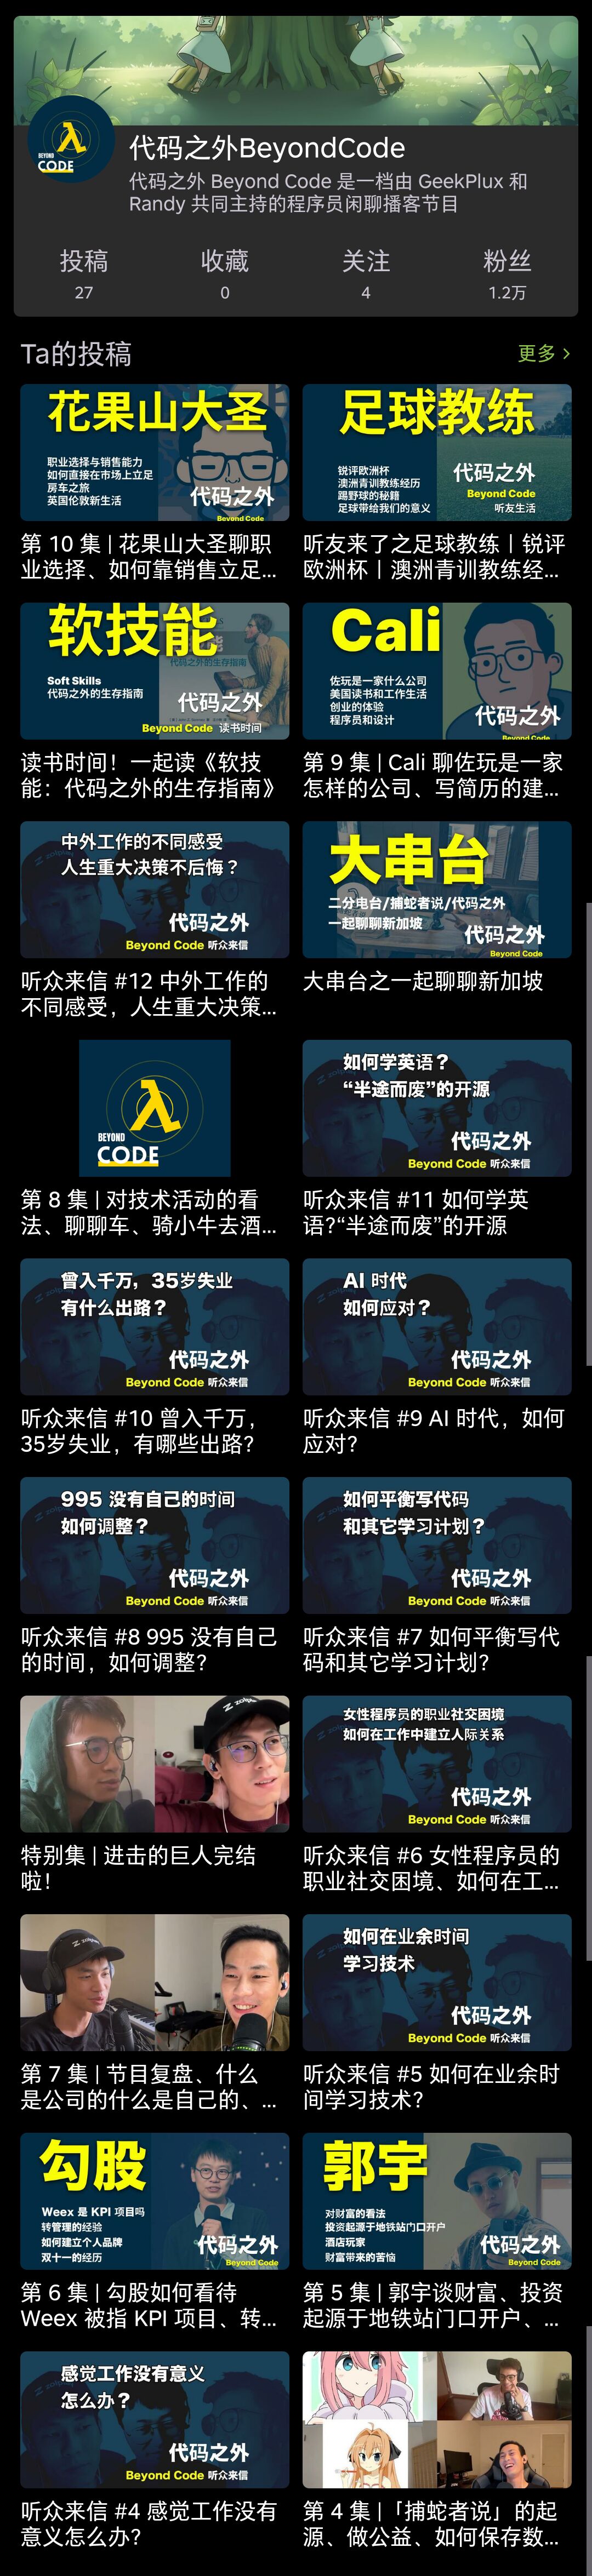 BEYOND
CODE
代码之外BeyondCode
代码之外 Beyond Code 是一档由 GeekPlux 和
Randy 共同主持的程序员闲聊播客节目
投稿
收藏
关注
粉丝
27
0
4
1.2万
Ta的投稿
更多
花果山大圣
职业选择与销售能力
如何直接在市场上立足
房车之旅
英国伦敦新生活
代码之外
Beyond Code
足球教练
锐评欧洲杯
澳洲青训教练经历
踢野球的秘籍
足球带给我们的意义
代码之外
Beyond Code
听友生活
第 10 集 | 花果山大圣聊职
业选择、如何靠销售立足...
听友来了之足球教练丨锐评
欧洲杯丨澳洲青训教练经...
软技能
Soft Skills
代码之外的生存指南
代码之外
Beyond Code 读书时间
Cali
佐玩是一家什么公司
美国读书和工作生活
创业的体验
程序员和设计
代码之外
Beyond Code
读书时间！一起读《软技
能：代码之外的生存指南》
第 9 集 | Cali 聊佐玩是一家
怎样的公司、写简历的建...
中外工作的不同感受
人生重大决策不后悔？
代码之外
Beyond Code 听众来信
大串台
二分电台/捕蛇者说/代码之外
一起聊聊新加坡
代码之外
Beyond Code
听众来信 #12 中外工作的
不同感受，人生重大决策...
大串台之一起聊聊新加坡
BEYOND
CODE
如何学英语？
“半途而废”的开源
代码之外
Beyond Code 听众来信
第 8 集 | 对技术活动的看
法、聊聊车、骑小牛去酒...
听众来信 #11 如何学英
语?“半途而废”的开源
曾入千万，35岁失业
有什么出路？
代码之外
Beyond Code 听众来信
AI 时代
如何应对？
代码之外
Beyond Code 听众来信
听众来信 #10 曾入千万，
35岁失业，有哪些出路?
听众来信 #9 AI 时代，如何
应对?
995 没有自己的时间
如何调整？
代码之外
Beyond Code 听众来信
如何平衡写代码
和其它学习计划？
代码之外
Beyond Code 听众来信
听众来信 #8 995 没有自己
的时间，如何调整?
听众来信 #7 如何平衡写代
码和其它学习计划?
女性程序员的职业社交困境
如何在工作中建立人际关系
代码之外
Beyond Code 听众来信
特别集 | 进击的巨人完结
啦！
听众来信 #6 女性程序员的
职业社交困境、如何在工...
如何在业余时间
学习技术
代码之外
Beyond Code 听众来信
第 7 集 | 节目复盘、什么
是公司的什么是自己的、...
听众来信 #5 如何在业余时
间学习技术?
勾股
Weex 是 KPI 项目吗
转管理的经验
如何建立个人品牌
双十一的经历
代码之外
Beyond Code
郭宇
对财富的看法
投资起源于地铁站门口开户
酒店玩家
财富带来的苦恼
代码之外
Beyond Code
第 6 集 | 勾股如何看待
Weex 被指 KPI 项目、转...
第 5 集 | 郭宇谈财富、投资
起源于地铁站门口开户、...
感觉工作没有意义
怎么办？
代码之外
Beyond Code 听众来信
听众来信 #4 感觉工作没有
意义怎么办?
第 4 集 |「捕蛇者说」的起
源、做公益、如何保存数...